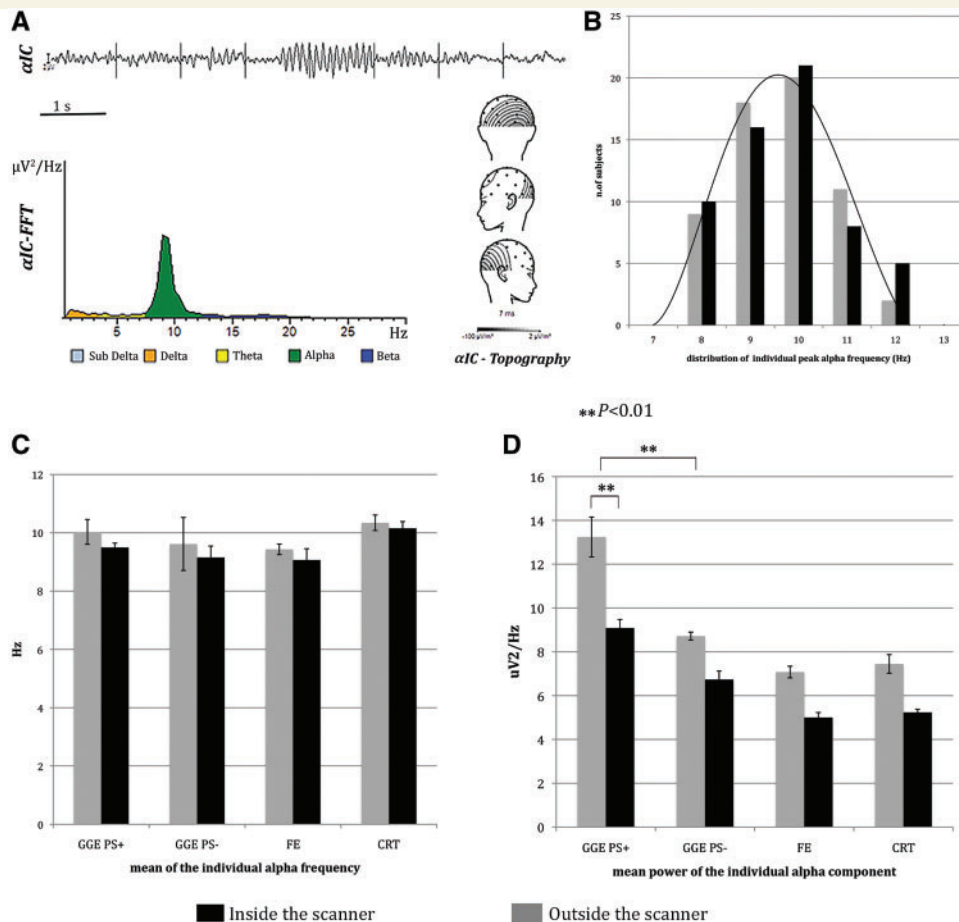 A
αIC
1 s
μV²/Hz
αIC-FFT
5 10 15 20 25 Hz
Sub Delta Delta Theta Alpha Beta
7 ms
2 μV/m³
αIC - Topography
B
n.of subjects
25
20
15
10
5
0
7 8 9 10 11 12 13
distribution of individual peak alpha frequency (Hz)
**P<0.01
C
Hz
12
10
8
6
4
2
0
GGE PS+ GGE PS- FE CRT
mean of the individual alpha frequency
D
uV2/Hz
16
14
12
10
8
6
4
2
0
**
**
GGE PS+ GGE PS- FE CRT
mean power of the individual alpha component
Inside the scanner Outside the scanner